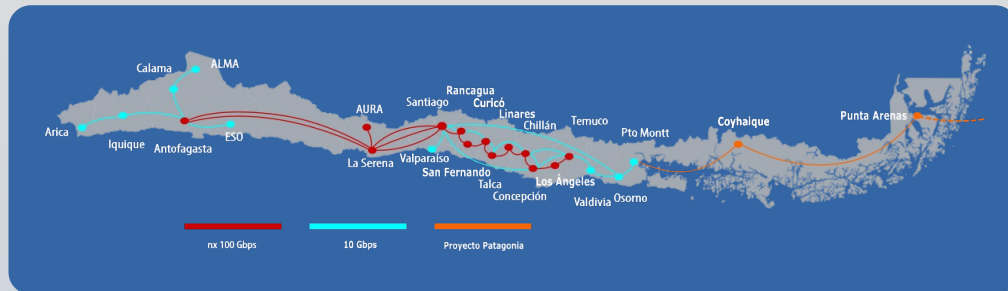 Calama
ALMA
Arica
Iquique
Antofagasta
ESO
AURA
La Serena
Santiago
Valparaíso
Rancagua
Curicó
San Fernando
Linares
Talca
Chillán
Concepción
Los Ángeles
Temuco
Valdivia
Osorno
Pto Montt
Coyhaique
Punta Arenas
nx 100 Gbps
10 Gbps
Proyecto Patagonia